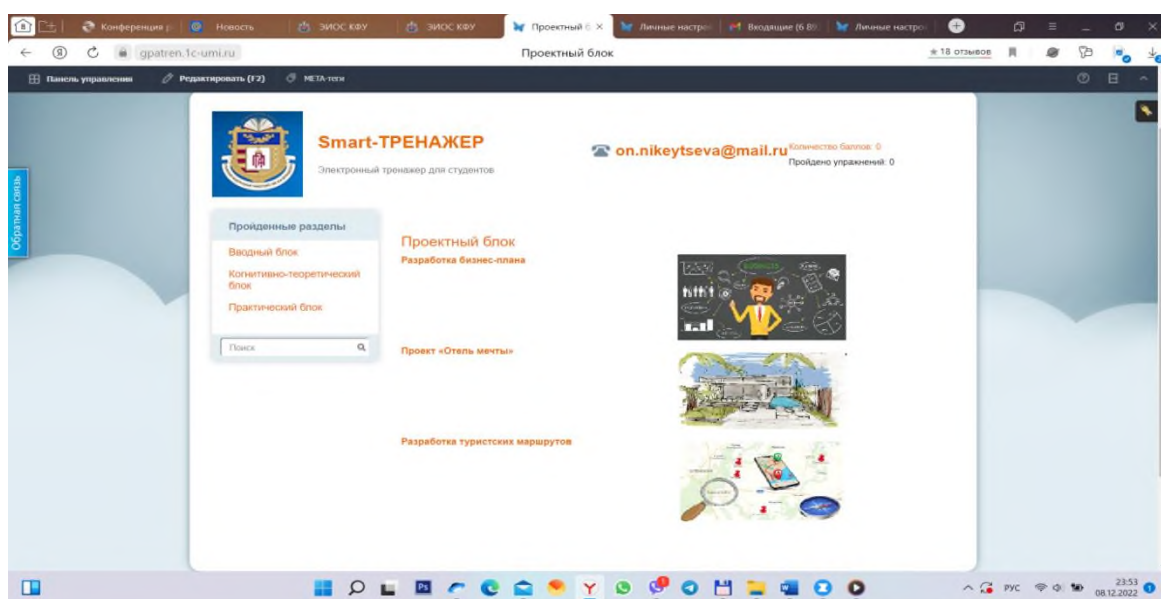 Конференция
Новость
ЭИОС КФУ
ЭИОС КФУ
Проектный б
Личные настрой
Входящие (6
Личные настрой
gpatren.1c-umi.ru
Проектный блок
★ 18 отзывов
Панель управления
Редактировать (F2)
META-теги
Обратная связь
Smart-ТРЕНАЖЕР
Электронный тренажер для студентов
on.nikeytseva@mail.ru
Количество баллов: 0
Пройдено упражнений: 0
Пройденные разделы
Вводный блок
Когнитивно-теоретический
блок
Практический блок
Поиск
Проектный блок
Разработка бизнес-плана
Проект «Отель мечты»
Разработка туристских маршрутов
РУС
23:53
08.12.2022